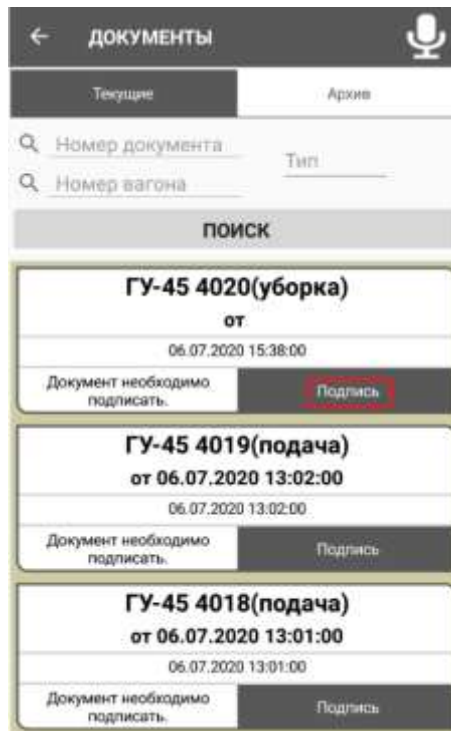 ДОКУМЕНТЫ
Текущие Архив
Номер документа
Тип
Номер вагона
ПОИСК
ГУ-45 4020(уборка)
от
06.07.2020 15:38:00
Документ необходимо
подписать.
Подпись
ГУ-45 4019(подача)
от 06.07.2020 13:02:00
06.07.2020 13:02:00
Документ необходимо
подписать.
Подпись
ГУ-45 4018(подача)
от 06.07.2020 13:01:00
06.07.2020 13:01:00
Документ необходимо
подписать.
Подпись